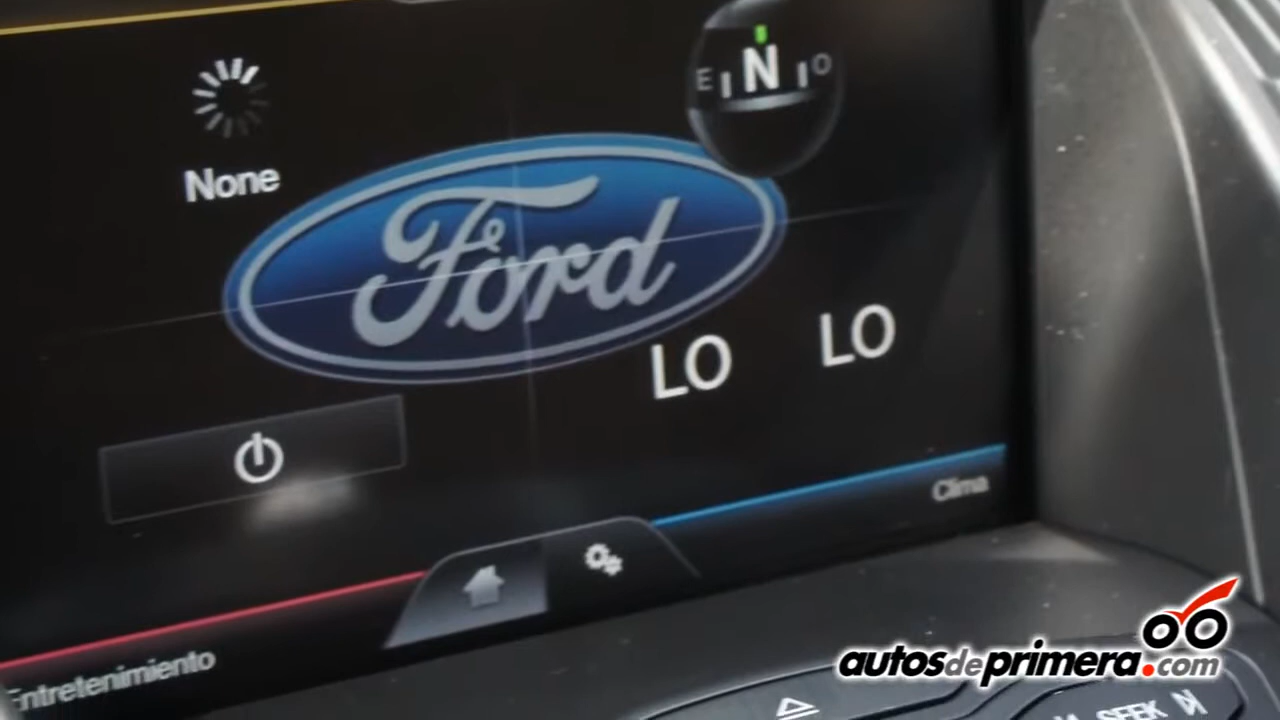 E N O
None
Ford
LO LO
Clima
Entretenimiento
autosdeprimera.com
SEEK